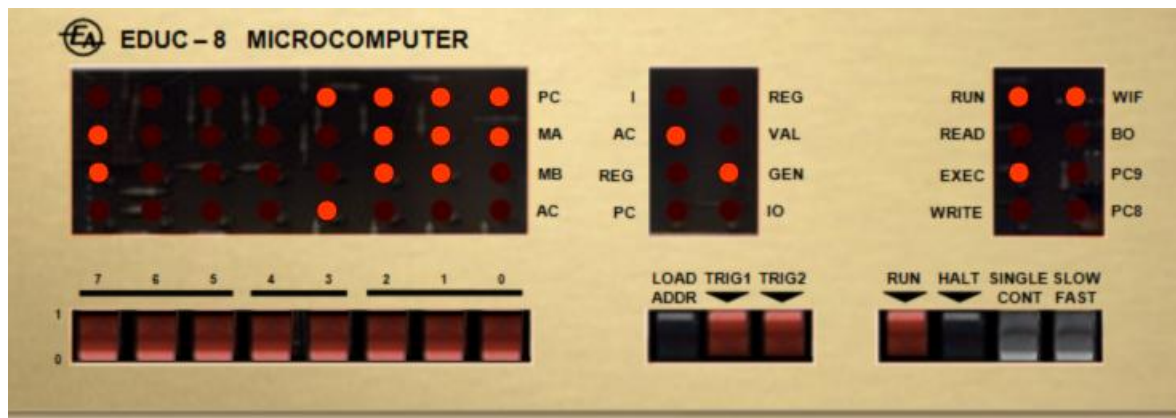 EA EDUC-8 MICROCOMPUTER
PC I REG RUN WIF
MA AC VAL READ BO
MB REG GEN EXEC PC9
AC PC IO WRITE PC8
7 6 5 4 3 2 1 0 LOAD ADDR TRIG1 TRIG2 RUN HALT SINGLE CONT SLOW FAST
1
0